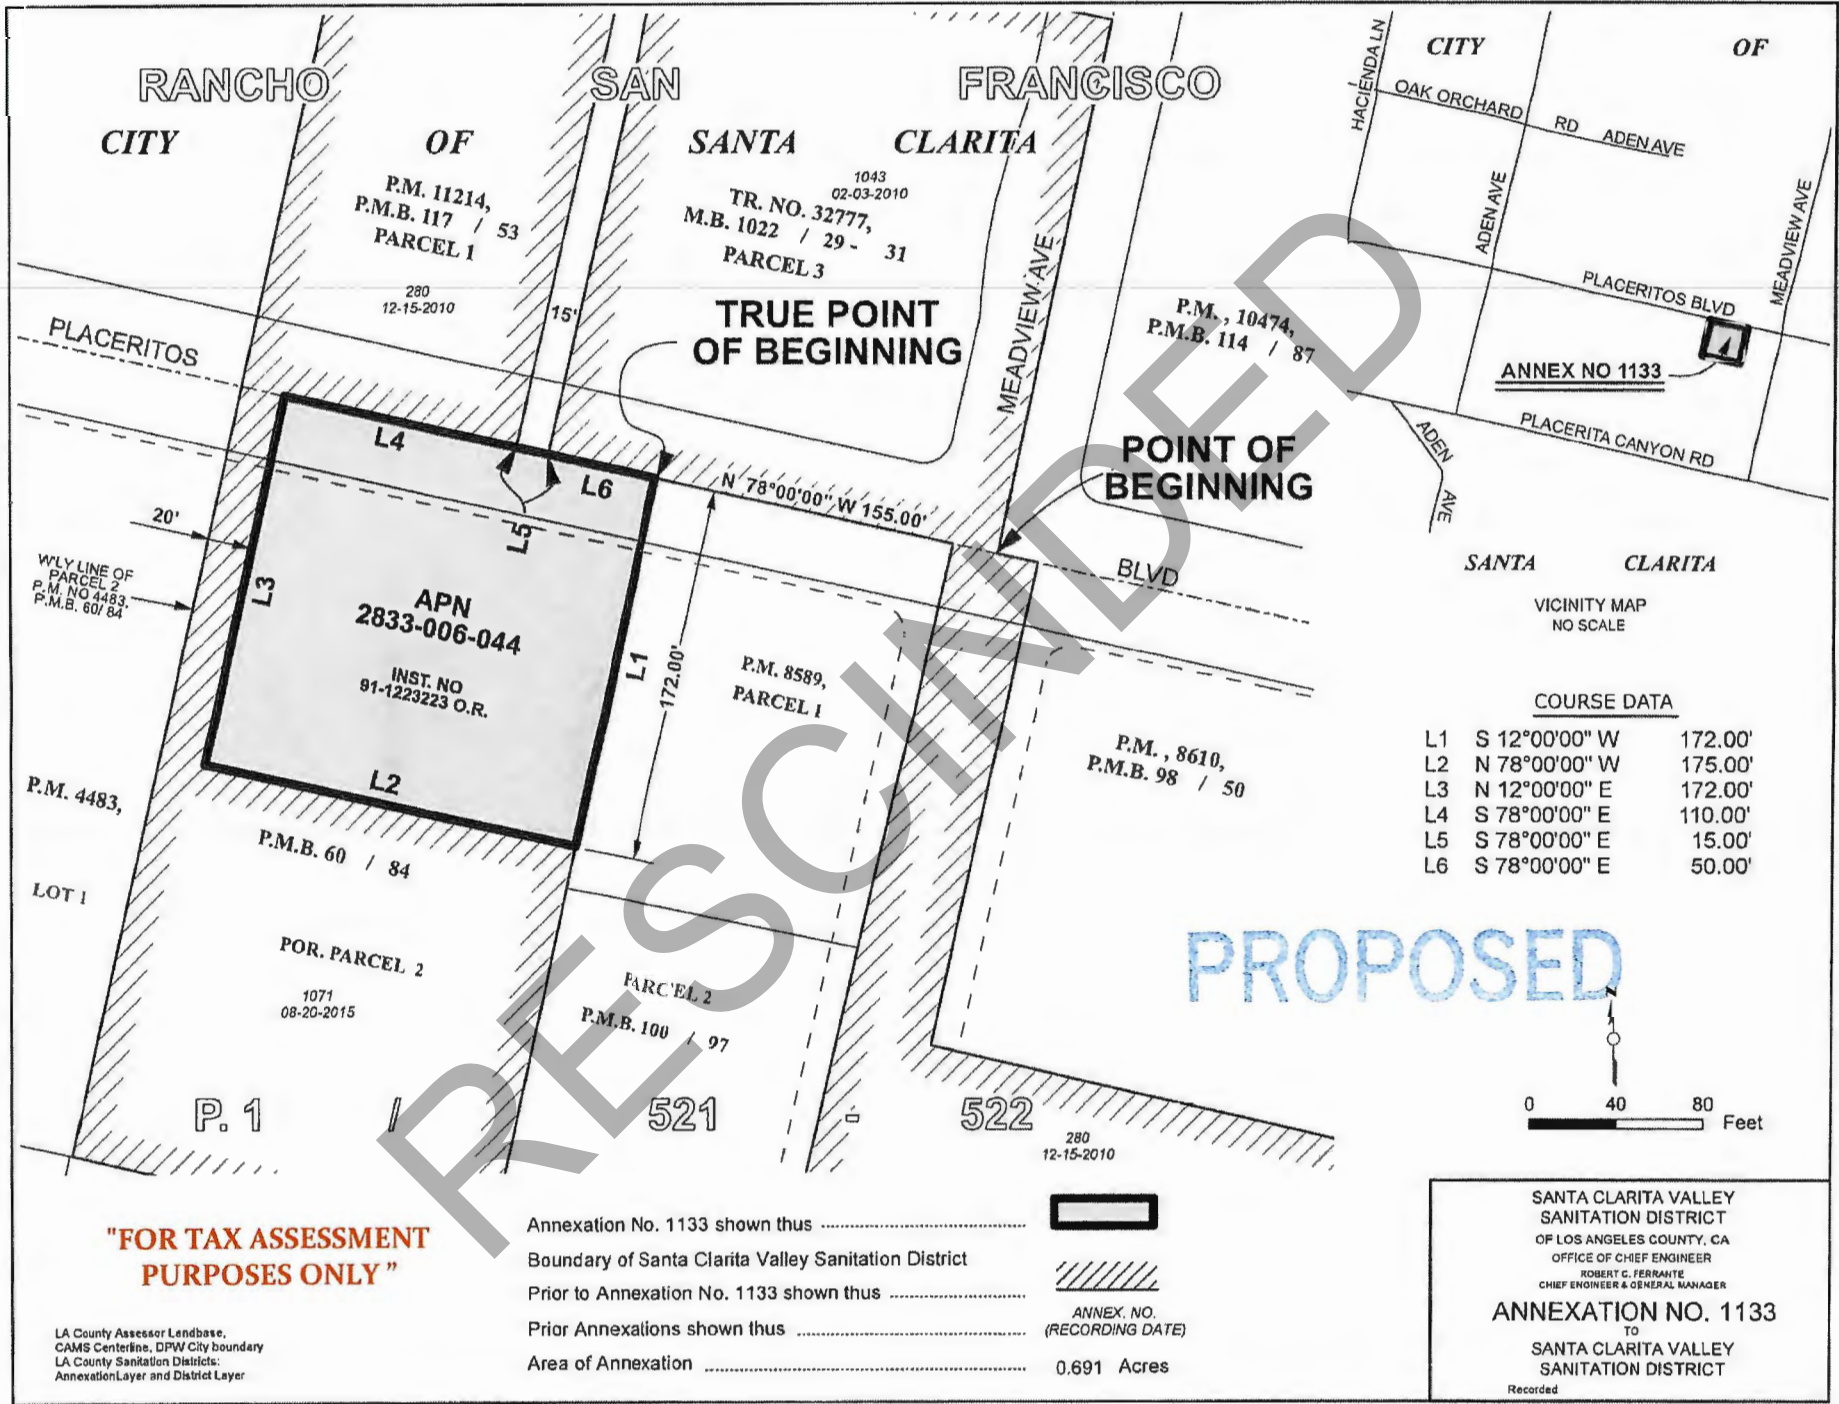 RANCHO SAN FRANCISCO
CITY OF SANTA CLARITA
P.M. 11214,
P.M.B. 117 / 53
PARCEL 1
280
12-15-2010
15'
1043
02-03-2010
TR. NO. 32777,
M.B. 1022 / 29 - 31
PARCEL 3
TRUE POINT
OF BEGINNING
MEADVIEW AVE
P.M. , 10474,
P.M.B. 114 / 87
POINT OF
BEGINNING
PLACERITOS
BLVD
L4
L6
L5
L3
L1
L2
N 78°00'00" W 155.00'
172.00'
20'
W'LY LINE OF
PARCEL 2
P.M. NO 4483,
P.M.B. 60/ 84
APN
2833-006-044
INST. NO
91-1223223 O.R.
P.M. 8589,
PARCEL 1
P.M. , 8610,
P.M.B. 98 / 50
P.M. 4483,
LOT 1
P.M.B. 60 / 84
POR. PARCEL 2
1071
08-20-2015
PARCEL 2
P.M.B. 100 / 97
P. 1 / 521 - 522
280
12-15-2010
RESCINDED
CITY OF
HACIENDA LN
OAK ORCHARD RD
ADEN AVE
ADEN AVE
MEADVIEW AVE
PLACERITOS BLVD
ANNEX NO 1133
PLACERITA CANYON RD
ADEN AVE
SANTA CLARITA
VICINITY MAP
NO SCALE
COURSE DATA
L1 S 12°00'00" W 172.00'
L2 N 78°00'00" W 175.00'
L3 N 12°00'00" E 172.00'
L4 S 78°00'00" E 110.00'
L5 S 78°00'00" E 15.00'
L6 S 78°00'00" E 50.00'
PROPOSED
N
0 40 80 Feet
"FOR TAX ASSESSMENT
PURPOSES ONLY "
LA County Assessor Landbase,
CAMS Centerline, DPW City boundary
LA County Sanitation Districts:
AnnexationLayer and District Layer
Annexation No. 1133 shown thus
Boundary of Santa Clarita Valley Sanitation District
Prior to Annexation No. 1133 shown thus
Prior Annexations shown thus
ANNEX. NO.
(RECORDING DATE)
Area of Annexation 0.691 Acres
SANTA CLARITA VALLEY
SANITATION DISTRICT
OF LOS ANGELES COUNTY, CA
OFFICE OF CHIEF ENGINEER
ROBERT C. FERRANTE
CHIEF ENGINEER & GENERAL MANAGER
ANNEXATION NO. 1133
TO
SANTA CLARITA VALLEY
SANITATION DISTRICT
Recorded